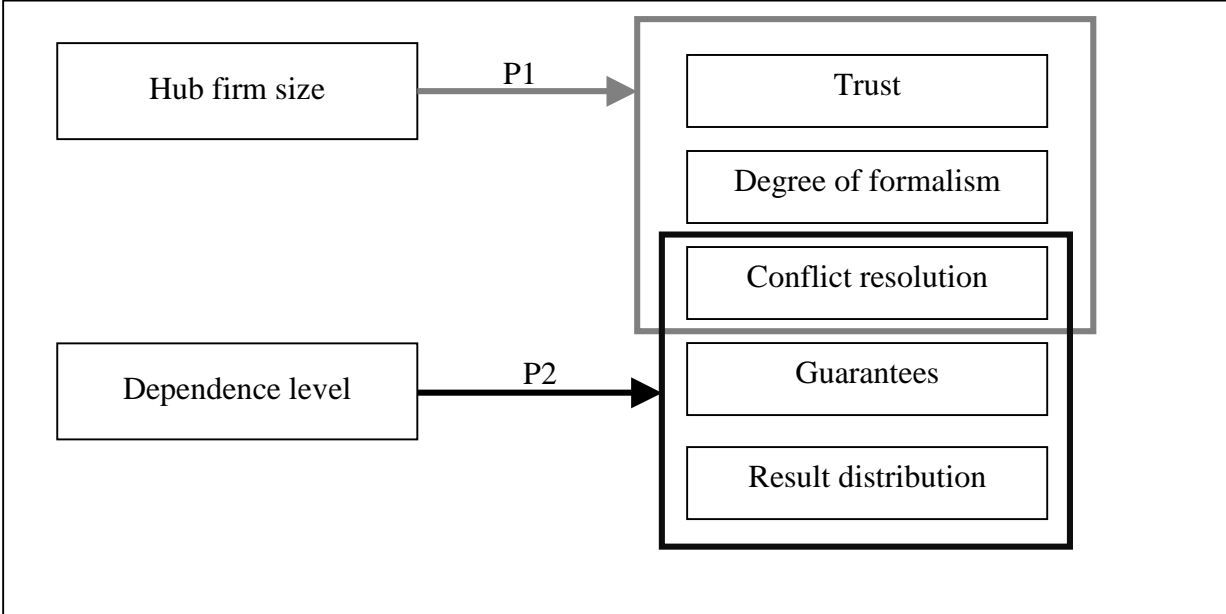 Hub firm size
P1
Trust
Degree of formalism
Conflict resolution
Dependence level
P2
Guarantees
Result distribution